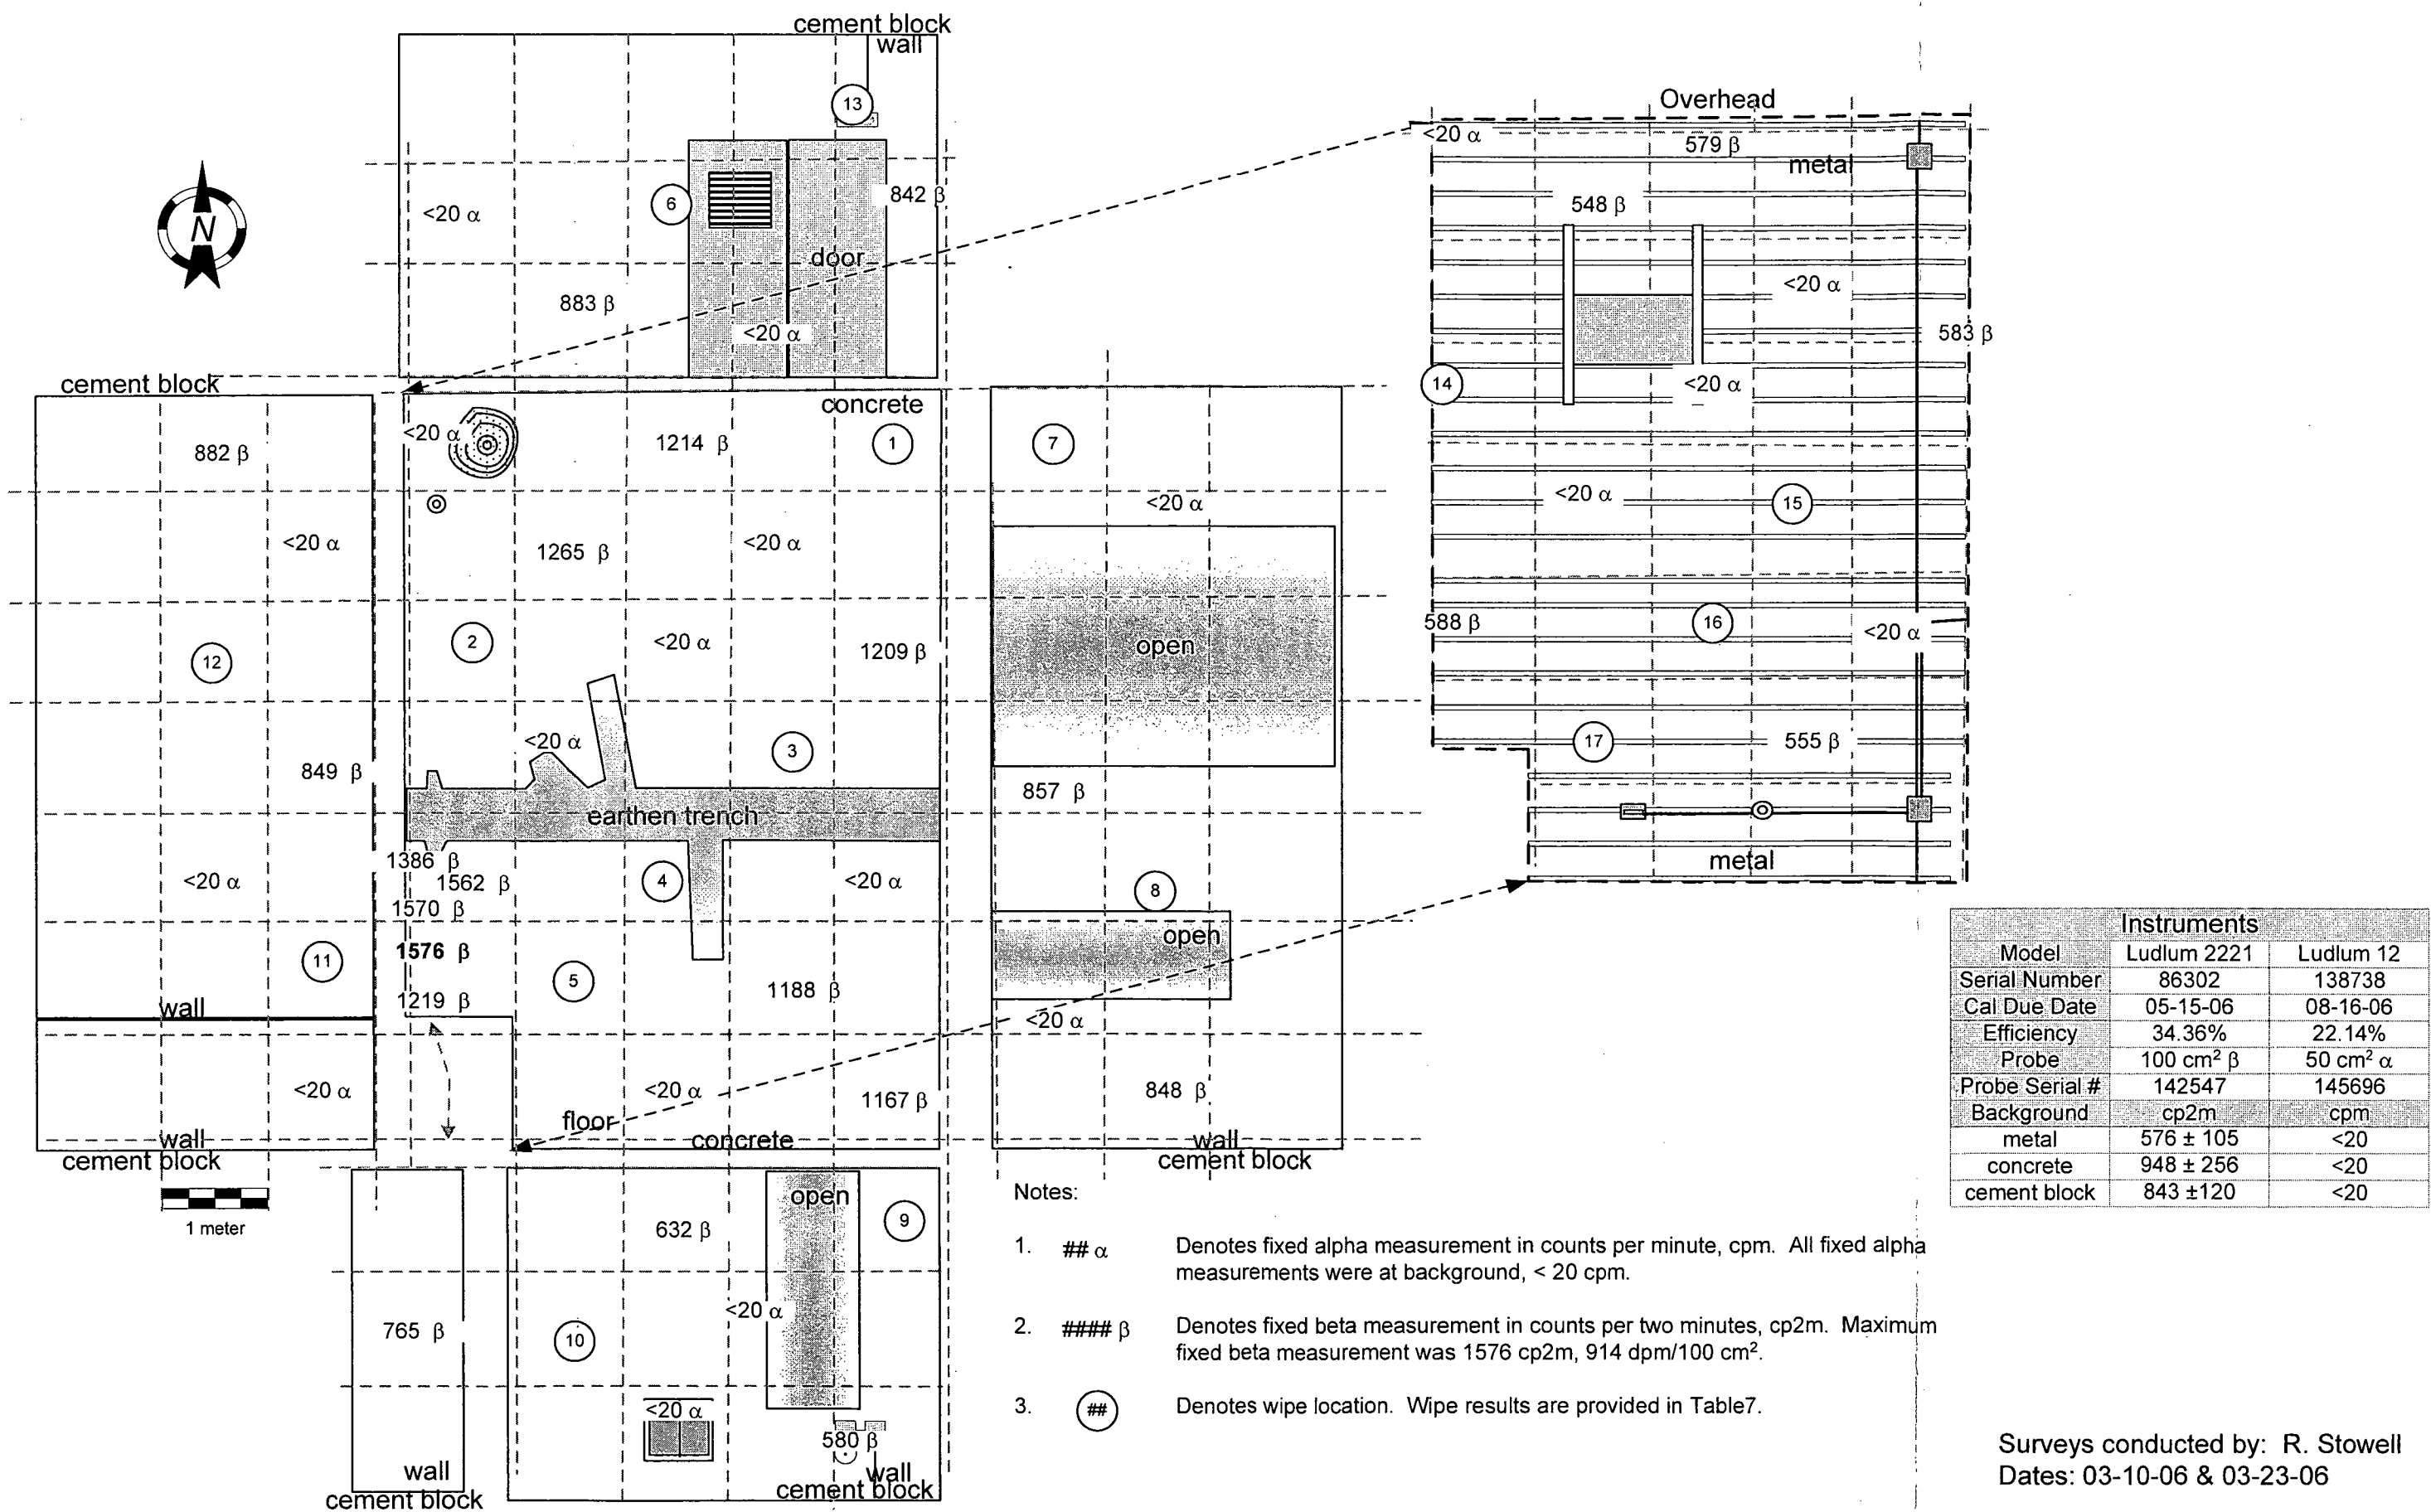 cement block
wall
13
N
6
842 β
<20 α
door
883 β
<20 α
Overhead
<20 α
579 β
metal
548 β
<20 α
583 β
14
<20 α
<20 α
15
588 β
16
<20 α
17
555 β
metal
cement block
882 β
<20 α
12
849 β
<20 α
11
wall
<20 α
wall
cement block
concrete
<20 α
1214 β
1
1265 β
<20 α
2
<20 α
1209 β
<20 α
3
earthen trench
1386 β
1562 β
4
<20 α
1570 β
1576 β
5
1219 β
1188 β
<20 α
1167 β
floor
concrete
7
<20 α
open
857 β
8
open
<20 α
848 β
wall
cement block
1 meter
765 β
wall
cement block
open
632 β
9
<20 α
10
<20 α
580 β
wall
cement block
Instruments
Model Ludlum 2221 Ludlum 12
Serial Number 86302 138738
Cal Due Date 05-15-06 08-16-06
Efficiency 34.36% 22.14%
Probe 100 cm² β 50 cm² α
Probe Serial # 142547 145696
Background cp2m cpm
metal 576 ± 105 <20
concrete 948 ± 256 <20
cement block 843 ±120 <20
Notes:
1. ## α Denotes fixed alpha measurement in counts per minute, cpm. All fixed alpha
measurements were at background, < 20 cpm.
2. #### β Denotes fixed beta measurement in counts per two minutes, cp2m. Maximum
fixed beta measurement was 1576 cp2m, 914 dpm/100 cm².
3. ## Denotes wipe location. Wipe results are provided in Table7.
Surveys conducted by: R. Stowell
Dates: 03-10-06 & 03-23-06